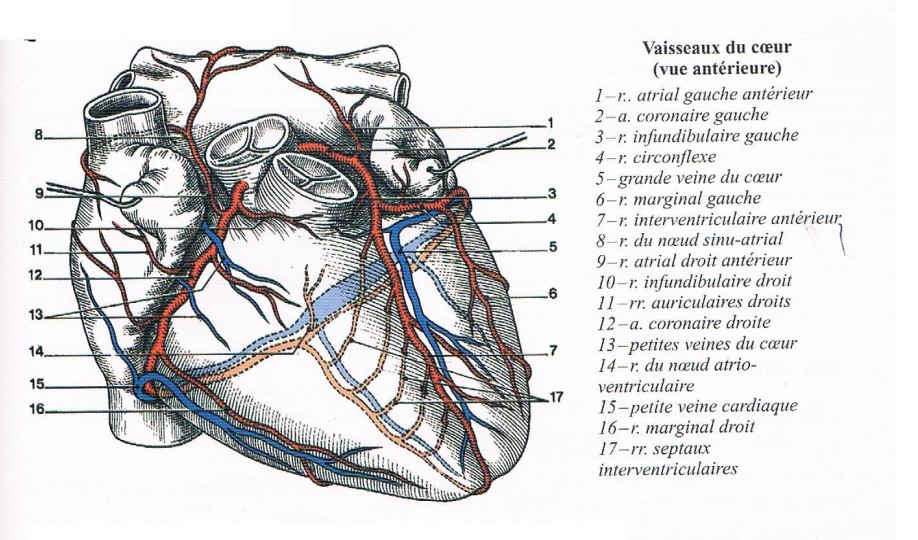 Vaisseaux du cœur
(vue antérieure)
1–r.. atrial gauche antérieur
2–a. coronaire gauche
3–r. infundibulaire gauche
4–r. circonflexe
5–grande veine du cœur
6–r. marginal gauche
7–r. interventriculaire antérieur
8–r. du nœud sinu-atrial
9–r. atrial droit antérieur
10–r. infundibulaire droit
11–rr. auriculaires droits
12–a. coronaire droite
13–petites veines du cœur
14–r. du nœud atrio-
ventriculaire
15–petite veine cardiaque
16–r. marginal droit
17–rr. septaux
interventriculaires
8
9
10
11
12
13
14
15
16
1
2
3
4
5
6
7
17